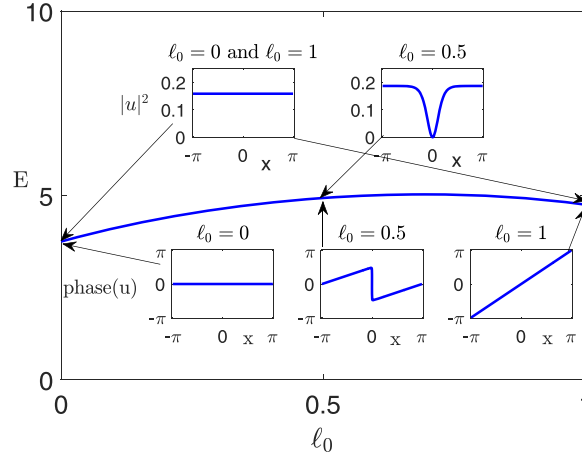 10
ℓ₀ = 0 and ℓ₀ = 1
ℓ₀ = 0.5
|u|²
0.2
0.1
0
-π 0 π
x
0.2
0.1
0
-π 0 π
x
E
5
ℓ₀ = 0
ℓ₀ = 0.5
ℓ₀ = 1
phase(u)
π
0
-π
-π 0 x π
π
0
-π
-π 0 x π
π
0
-π
-π 0 x π
0
0 0.5
ℓ₀